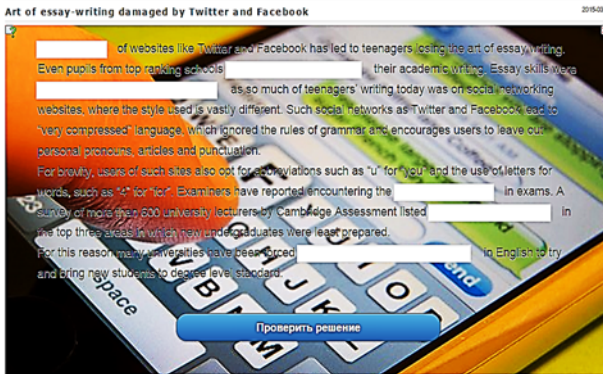 Art of essay-writing damaged by Twitter and Facebook
of websites like Twitter and Facebook has led to teenagers losing the art of essay writing.
Even pupils from top ranking schools their academic writing. Essay skills were
as so much of teenagers' writing today was on social networking
websites, where the style used is vastly different. Such social networks as Twitter and Facebook lead to
"very compressed" language, which ignored the rules of grammar and encourages users to leave out
personal pronouns, articles and punctuation.
For brevity, users of such sites also opt for abbreviations such as "u" for "you" and the use of letters for
words, such as "4" for "for". Examiners have reported encountering the in exams. A
survey of more than 500 university lecturers by Cambridge Assessment listed in
the top three areas in which new undergraduates were least prepared.
For this reason many universities have been forced in English to try
and bring new students to degree level standard.
123
space
B N M
H J K L
I O P
end
Проверить решение